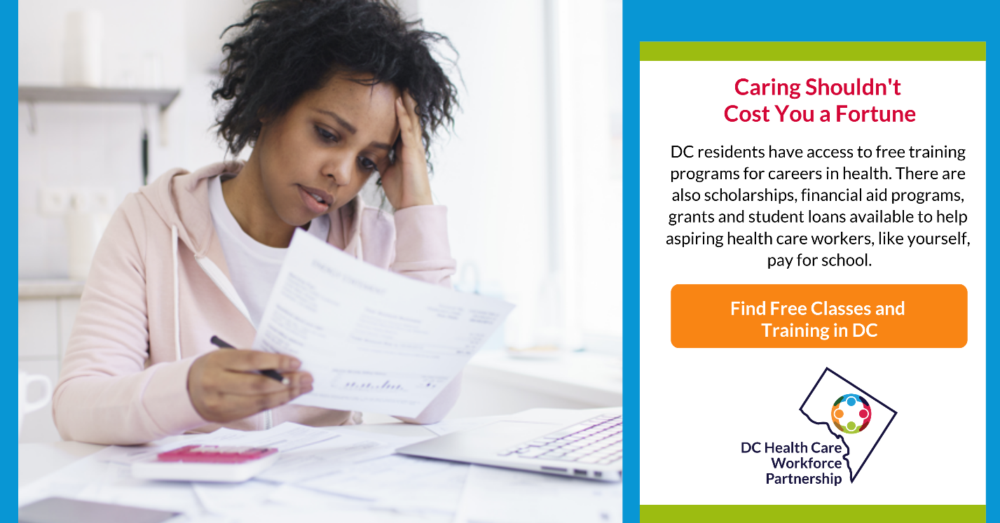 Caring Shouldn't
Cost You a Fortune
DC residents have access to free training
programs for careers in health. There are
also scholarships, financial aid programs,
grants and student loans available to help
aspiring health care workers, like yourself,
pay for school.
Find Free Classes and
Training in DC
DC Health Care
Workforce
Partnership